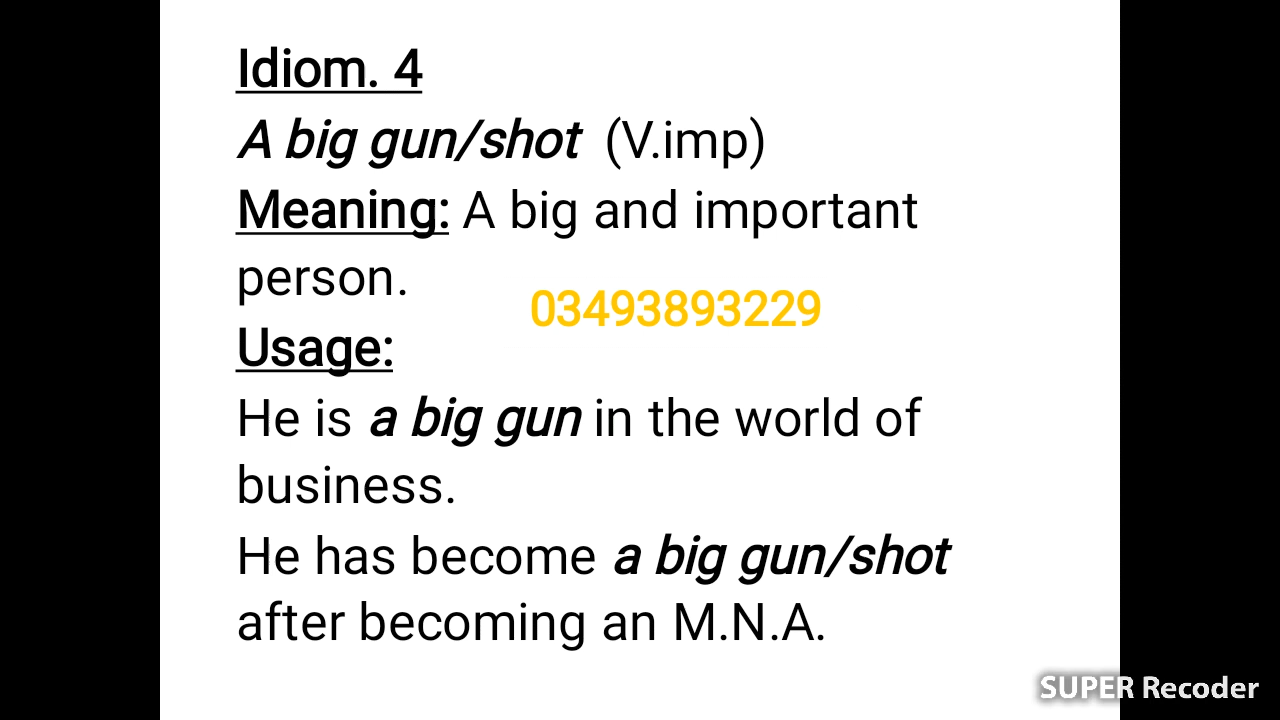 Idiom. 4
A big gun/shot (V.imp)
Meaning: A big and important
person.
03493893229
Usage:
He is a big gun in the world of
business.
He has become a big gun/shot
after becoming an M.N.A.
SUPER Recoder